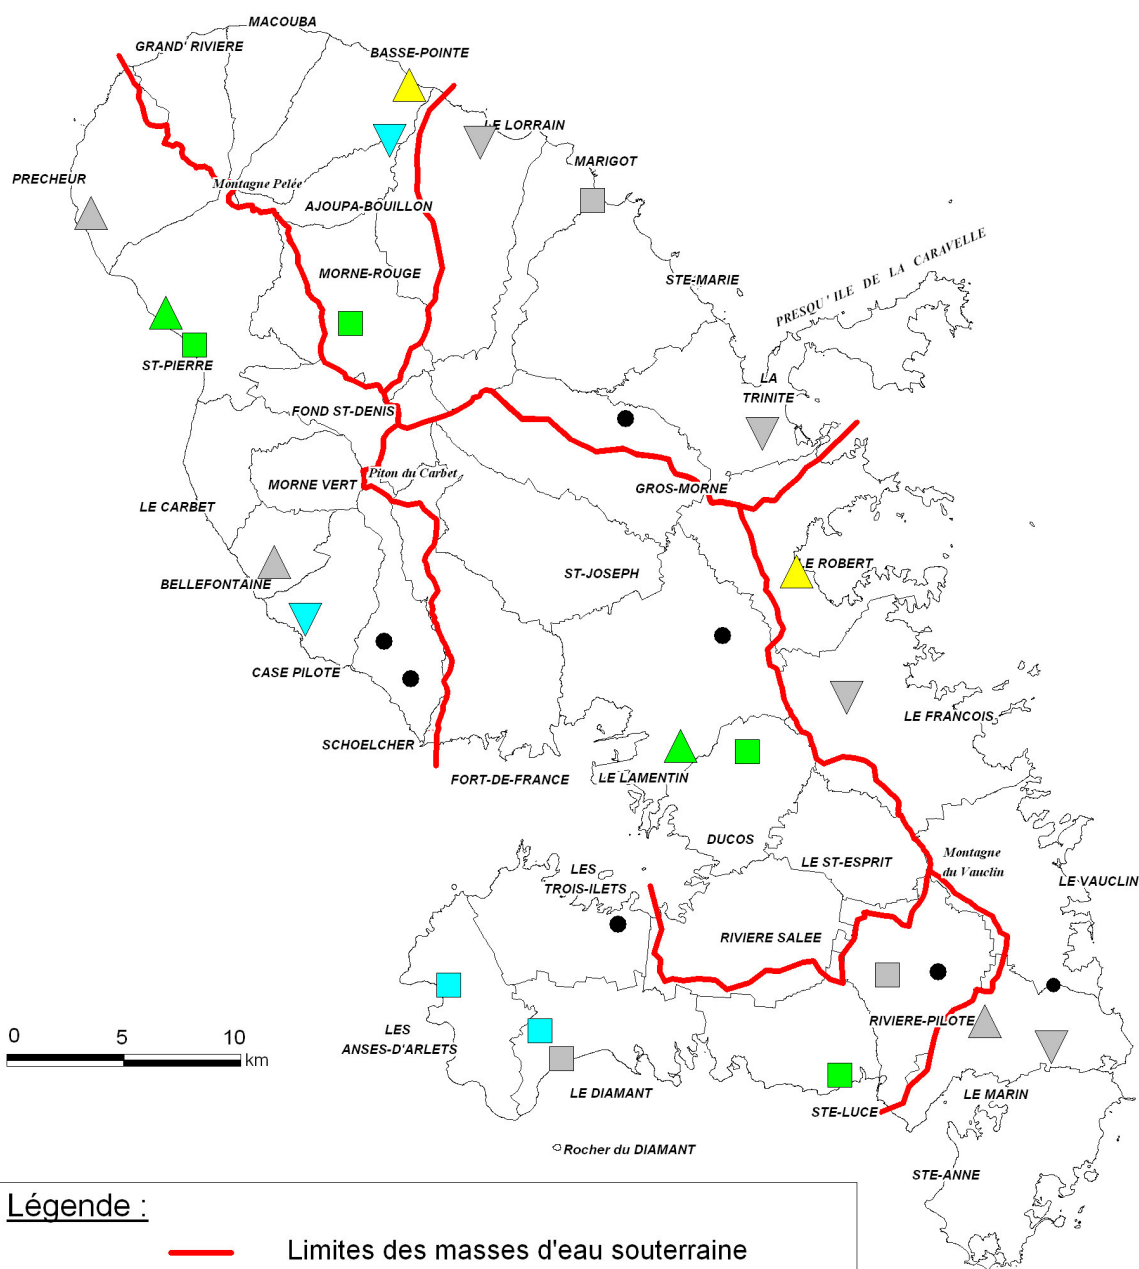 MACOUBA
GRAND' RIVIERE
BASSE-POINTE
LE LORRAIN
MARIGOT
PRECHEUR
Montagne Pelée
AJOUPA-BOUILLON
MORNE-ROUGE
STE-MARIE
PRESQU' ILE DE LA CARAVELLE
ST-PIERRE
LA
TRINITE
FOND ST-DENIS
Piton du Carbet
MORNE VERT
GROS-MORNE
LE CARBET
LE ROBERT
ST-JOSEPH
BELLEFONTAINE
CASE PILOTE
LE FRANCOIS
SCHOELCHER
FORT-DE-FRANCE
LE LAMENTIN
DUCOS
LE ST-ESPRIT
Montagne
du Vauclin
LES
TROIS-ILETS
LE VAUCLIN
RIVIERE SALEE
RIVIERE-PILOTE
LES
ANSES-D'ARLETS
0 5 10
km
LE DIAMANT
STE-LUCE
LE MARIN
Rocher du DIAMANT
STE-ANNE
Légende :
Limites des masses d'eau souterraine